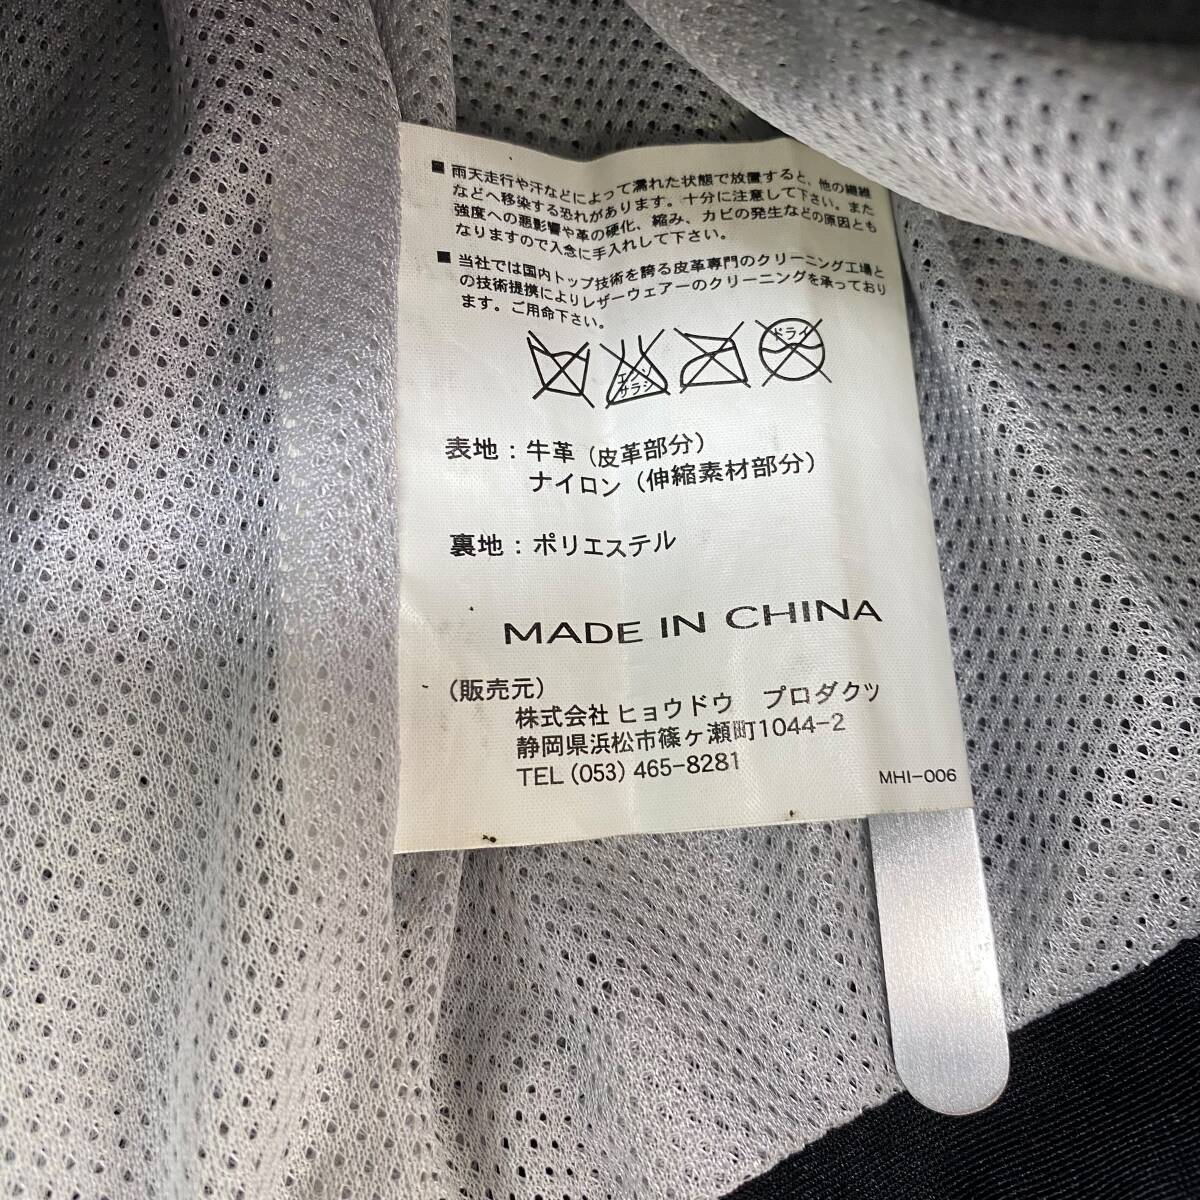 ■ 雨天走行や汗などによって濡れた状態で放置すると、他の繊維
などへ移染する恐れがあります。十分に注意して下さい。また
強度への悪影響や革の硬化、縮み、カビの発生などの原因とも
なりますので入念に手入れして下さい。
■ 当社では国内トップ技術を誇る皮革専門のクリーニング工場と
の技術提携によりレザーウェアーのクリーニングを承っており
ます。ご用命下さい。
エンソ
サラシ
ドライ
表地：牛革（皮革部分）
ナイロン（伸縮素材部分）
裏地：ポリエステル
MADE IN CHINA
（販売元）
株式会社 ヒョウドウ プロダクツ
静岡県浜松市篠ヶ瀬町1044-2
TEL (053) 465-8281
MHI-006